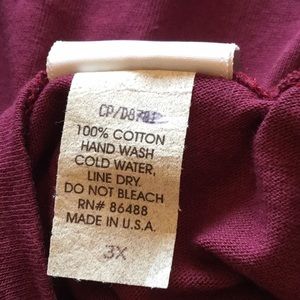 100% COTTON
HAND WASH
COLD WATER,
LINE DRY.
DO NOT BLEACH
RN# 86488
MADE IN U.S.A.
3X